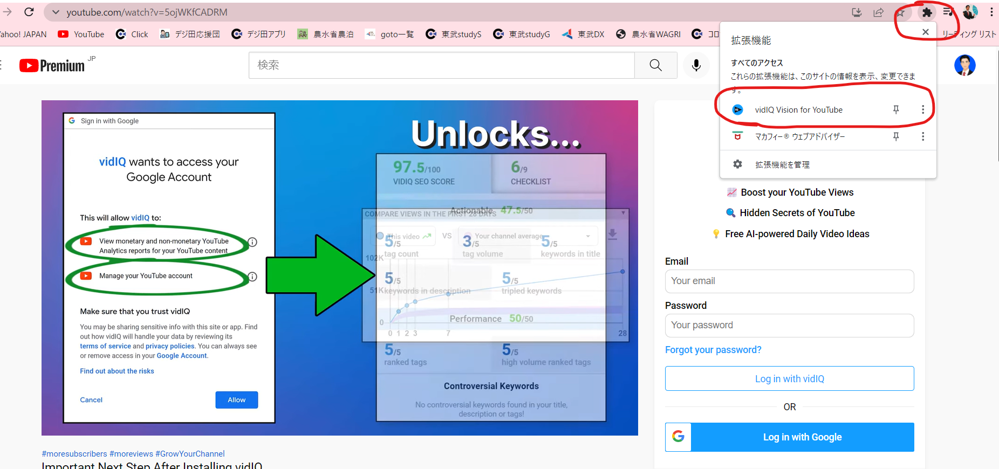 youtube.com/watch?v=5ojWKfCADRM
ahoo! JAPAN
YouTube
Click
デジ田応援団
デジ田アプリ
農水省農泊
goto一覧
東武studyS
東武studyG
東武DX
農水省WAGRI
コロ
リーディング リスト
Premium JP
検索
拡張機能
すべてのアクセス
これらの拡張機能は、このサイトの情報を表示、変更できま
す。
vidIQ Vision for YouTube
マカフィー® ウェブアドバイザー
拡張機能を管理
Sign in with Google
vidIQ wants to access your
Google Account
This will allow vidIQ to:
View monetary and non-monetary YouTube
Analytics reports for your YouTube content
Manage your YouTube account
Make sure that you trust vidIQ
You may be sharing sensitive info with this site or app. Find
out how vidIQ will handle your data by reviewing its
terms of service and privacy policies. You can always see
or remove access in your Google Account.
Find out about the risks
Cancel
Allow
Unlocks...
97.5/100
VIDIQ SEO SCORE
6/9
CHECKLIST
Actionable 47.5/50
COMPARE VIEWS IN THE FIRST 28 DAYS
This video
VS
Your channel average
5/5
tag count
3/5
tag volume
5/5
keywords in title
102K
5/5
keywords in description
5/5
tripled keywords
51K
Performance 50/50
0
0 1 2 3 7 28
5/5
ranked tags
5/5
high volume ranked tags
Controversial Keywords
No controversial keywords found in your title,
description or tags!
Boost your YouTube Views
Hidden Secrets of YouTube
Free AI-powered Daily Video Ideas
Email
Your email
Password
Your password
Forgot your password?
Log in with vidIQ
OR
Log in with Google
#moresubscribers #moreviews #GrowYourChannel
Important Next Step After Installing vidIQ